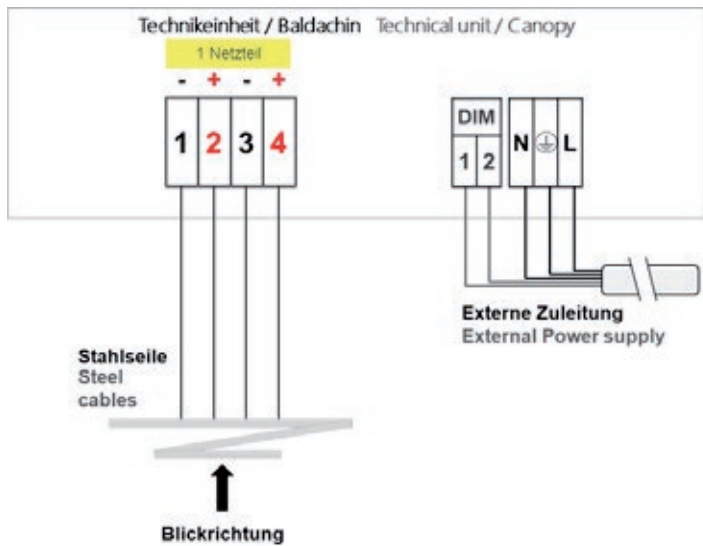 Technikeinheit / Baldachin Technical unit / Canopy
1 Netzteil
- + - +
1 2 3 4
DIM
1 2
N L
Externe Zuleitung
External Power supply
Stahlseile
Steel
cables
Blickrichtung